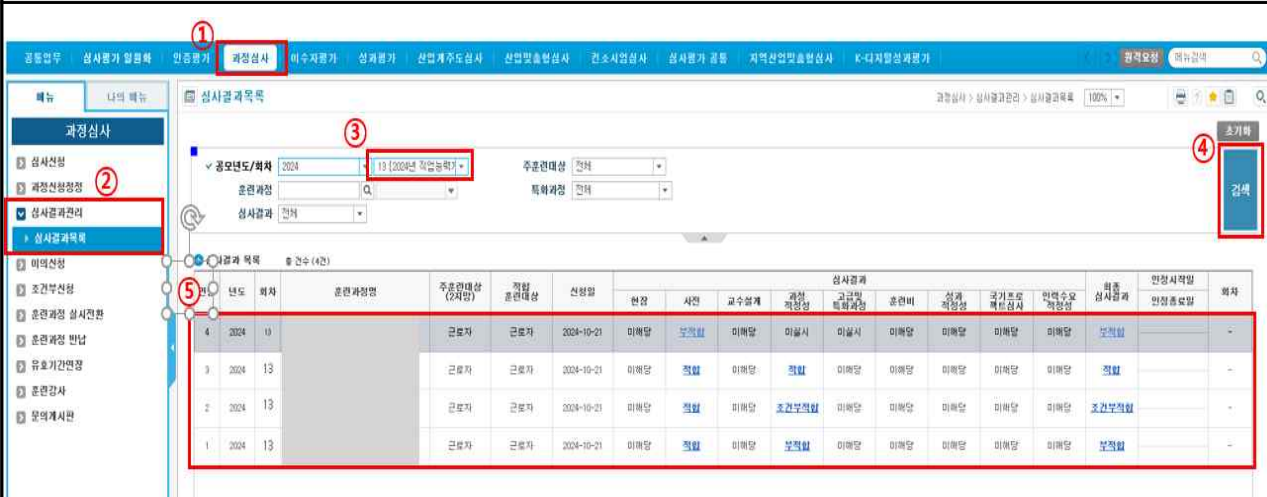 ①
공통업무 심사평가 일원화 인증평가 과정심사 이수자평가 성과평가 산업계주도심사 산업맞춤형심사 컨소시엄심사 심사평가 공통 지역산업맞춤형심사 K-디지털성과평가 원격요청 메뉴검색
메뉴 나의 메뉴
심사결과목록 과정심사 > 심사결과관리 > 심사결과목록 100%
과정심사
심사신청
과정신청정정
②
심사결과관리
심사결과목록
이의신청
조건부신청
훈련과정 실시전환
훈련과정 반납
유효기간연장
훈련감사
문의게시판
초기화
③
④
공모년도/회차 2024 13 주훈련대상 전체
훈련과정 특화과정 전체
심사결과 전체
검색
결과 목록 총 건수 (4건)
⑤
년도 회차 훈련과정명 주훈련대상 (2지망) 적합 훈련대상 신청일 심사결과 최종 심사결과 인정시작일 회차
현장 사전 교수설계 과정 적정성 고급및 특화과정 훈련비 성과 적정성 국기프로 젝트심사 인력수요 적정성 인정종료일
4 2024 13 근로자 근로자 2024-10-21 미해당 부적합 미해당 미실시 미실시 미해당 미해당 미해당 미해당 부적합 -
3 2024 13 근로자 근로자 2024-10-21 미해당 적합 미해당 적합 미해당 미해당 미해당 미해당 미해당 적합 -
2 2024 13 근로자 근로자 2024-10-21 미해당 적합 미해당 조건부적합 미해당 미해당 미해당 미해당 미해당 조건부적합 -
1 2024 13 근로자 근로자 2024-10-21 미해당 적합 미해당 부적합 미해당 미해당 미해당 미해당 미해당 부적합 -